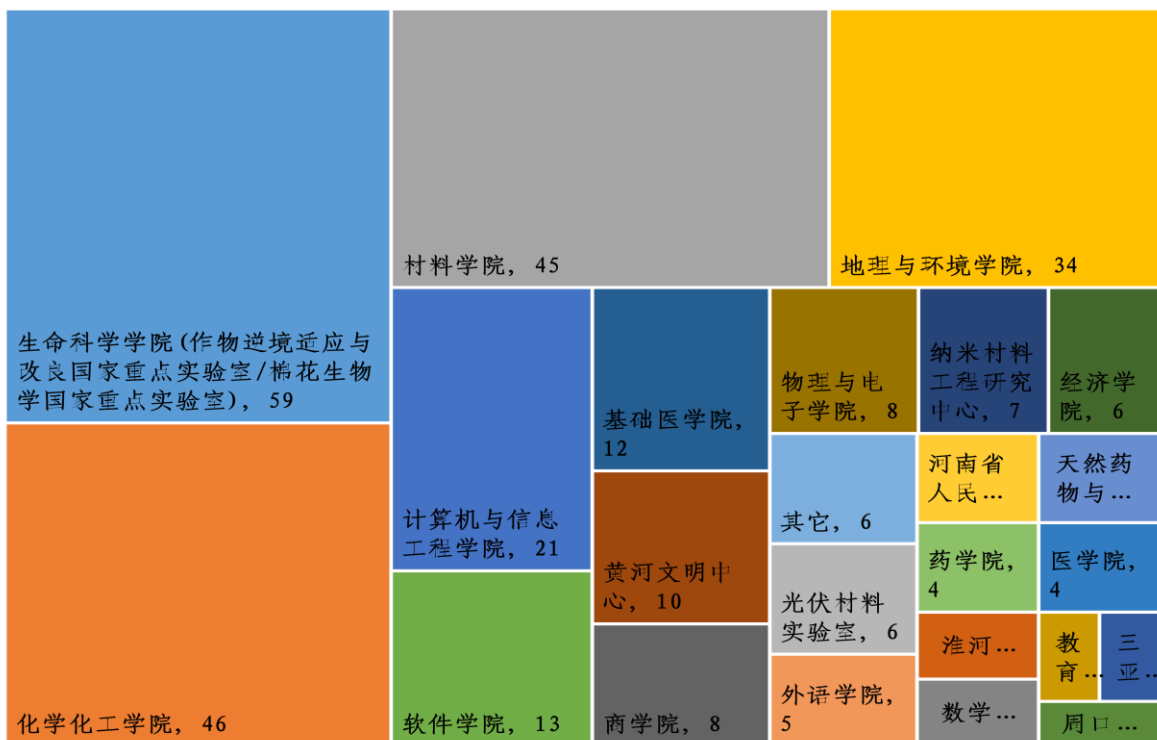 生命科学学院(作物逆境适应与
改良国家重点实验室/棉花生物
学国家重点实验室), 59
化学化工学院, 46
材料学院, 45
地理与环境学院, 34
计算机与信息
工程学院, 21
软件学院, 13
基础医学院,
12
黄河文明中
心, 10
商学院, 8
物理与电
子学院, 8
纳米材料
工程研究
中心, 7
经济学
院, 6
其它, 6
光伏材料
实验室, 6
外语学院,
5
河南省
人民...
天然药
物与...
药学院,
4
医学院,
4
淮河...
数学...
教
育...
三
亚...
周口...